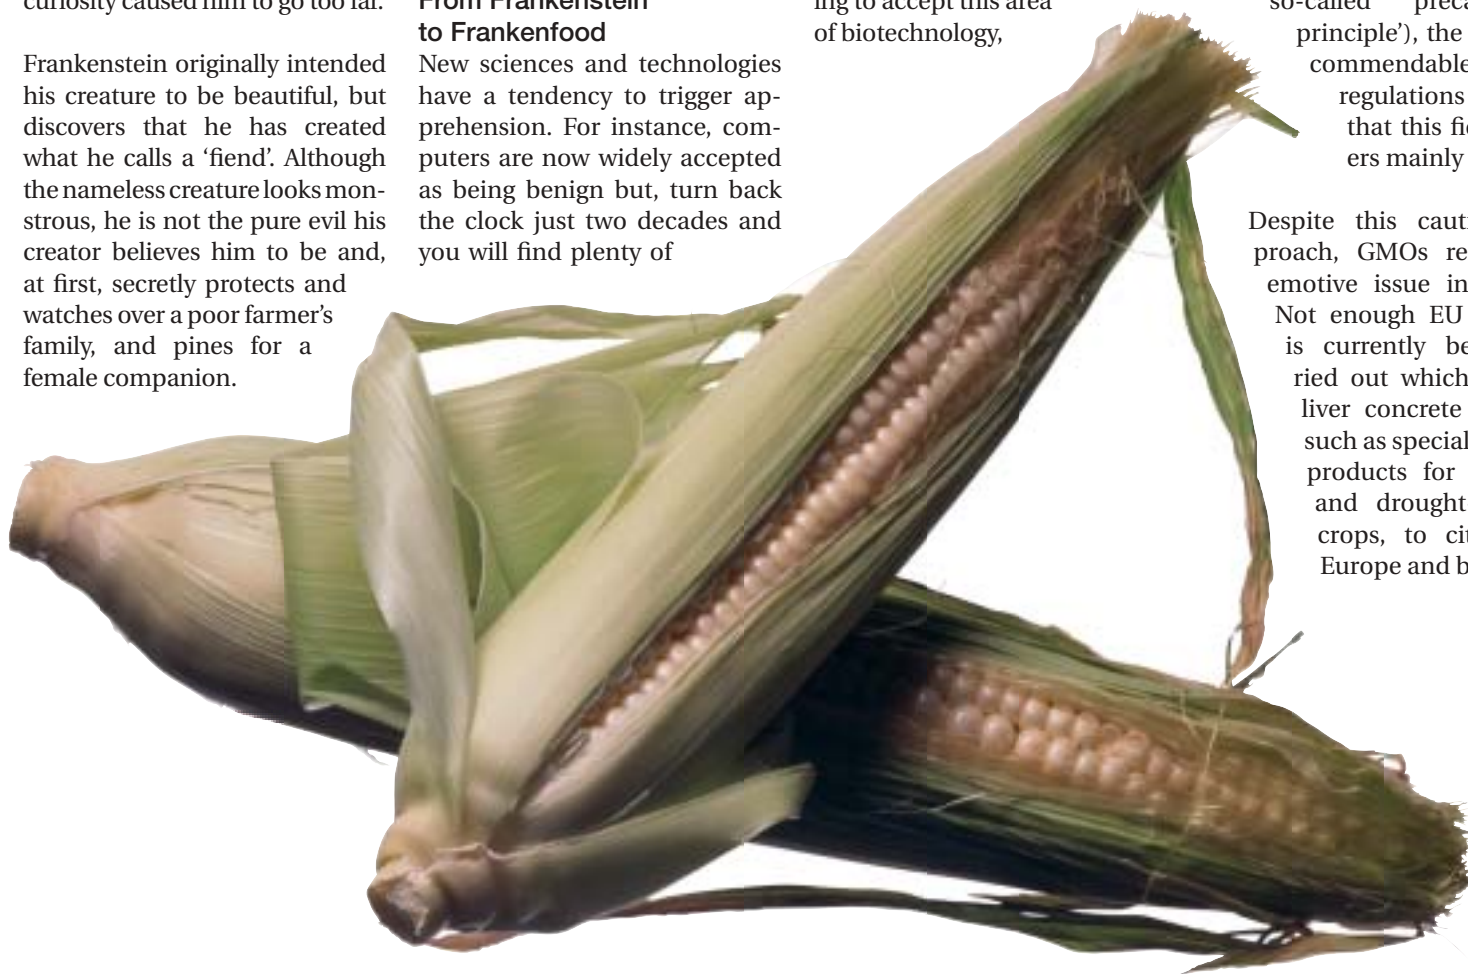 curiosity caused him to go too far.
Frankenstein originally intended
his creature to be beautiful, but
discovers that he has created
what he calls a ‘fiend’. Although
the nameless creature looks mon-
strous, he is not the pure evil his
creator believes him to be and,
at first, secretly protects and
watches over a poor farmer’s
family, and pines for a
female companion.
From Frankenstein
to Frankenfood
New sciences and technologies
have a tendency to trigger ap-
prehension. For instance, com-
puters are now widely accepted
as being benign but, turn back
the clock just two decades and
you will find plenty of
ing to accept this area
of biotechnology,
so-called
principle’), the
commendable
regulations
that this
ers mainly
Despite this
proach, GMOs
emotive issue in
Not enough EU
is currently
ried out which
liver concrete
such as special
products for
and drought
crops, to
Europe and